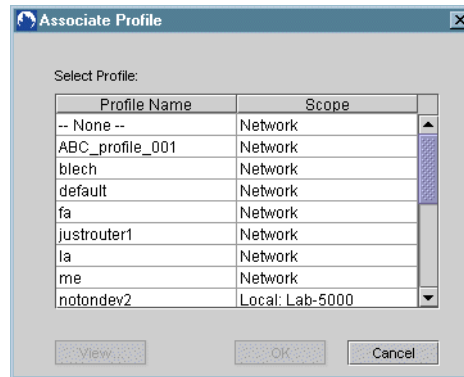 Associate Profile
Select Profile:
Profile Name Scope
-- None -- Network
ABC_profile_001 Network
blech Network
default Network
fa Network
justrouter1 Network
la Network
me Network
notondev2 Local: Lab-5000
View... OK Cancel